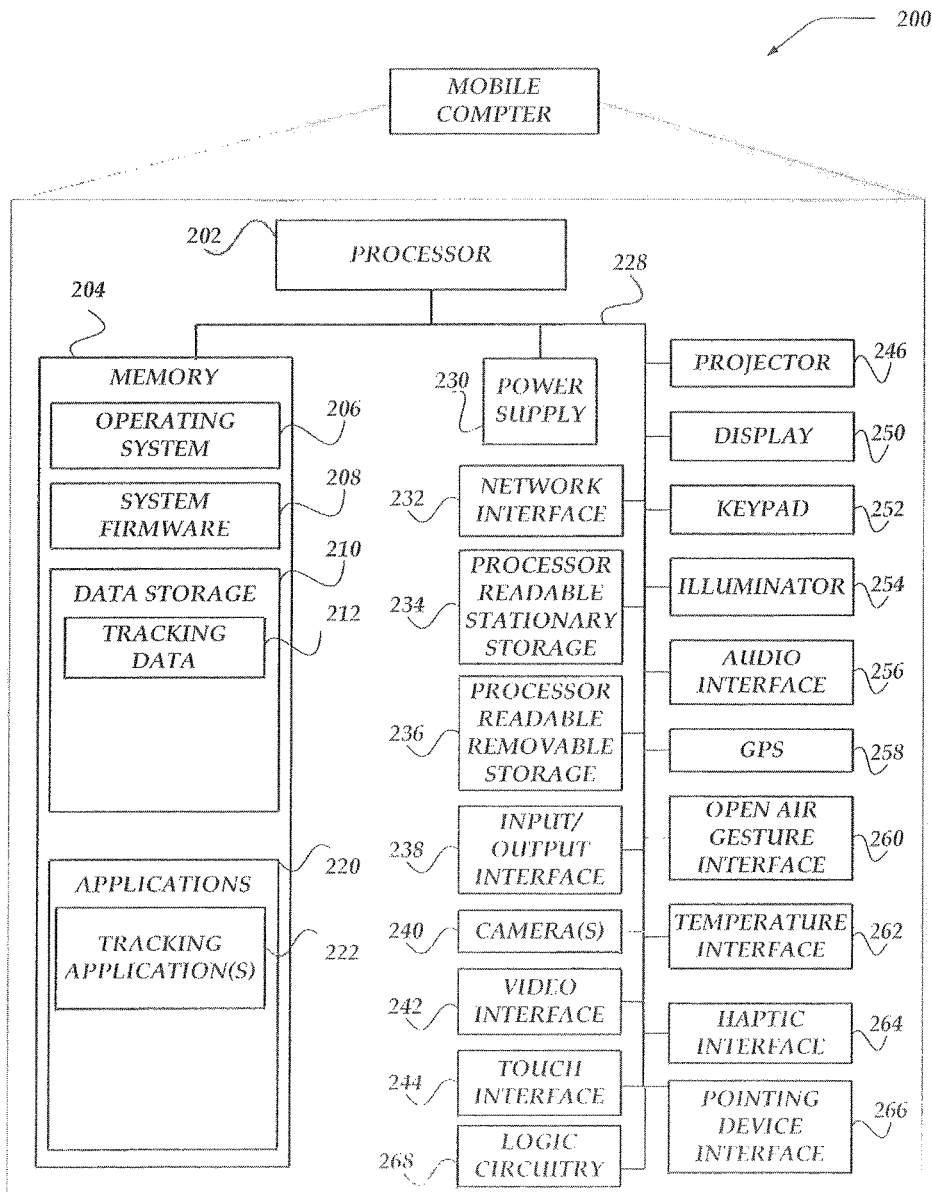 200
MOBILE
COMPTER
202
PROCESSOR
228
204
MEMORY
OPERATING
SYSTEM
206
SYSTEM
FIRMWARE
208
210
DATA STORAGE
TRACKING
DATA
212
220
APPLICATIONS
TRACKING
APPLICATION(S)
222
230
POWER
SUPPLY
232
NETWORK
INTERFACE
234
PROCESSOR
READABLE
STATIONARY
STORAGE
236
PROCESSOR
READABLE
REMOVABLE
STORAGE
238
INPUT/
OUTPUT
INTERFACE
240
CAMERA(S)
242
VIDEO
INTERFACE
244
TOUCH
INTERFACE
268
LOGIC
CIRCUITRY
PROJECTOR
246
DISPLAY
250
KEYPAD
252
ILLUMINATOR
254
AUDIO
INTERFACE
256
GPS
258
OPEN AIR
GESTURE
INTERFACE
260
TEMPERATURE
INTERFACE
262
HAPTIC
INTERFACE
264
POINTING
DEVICE
INTERFACE
266